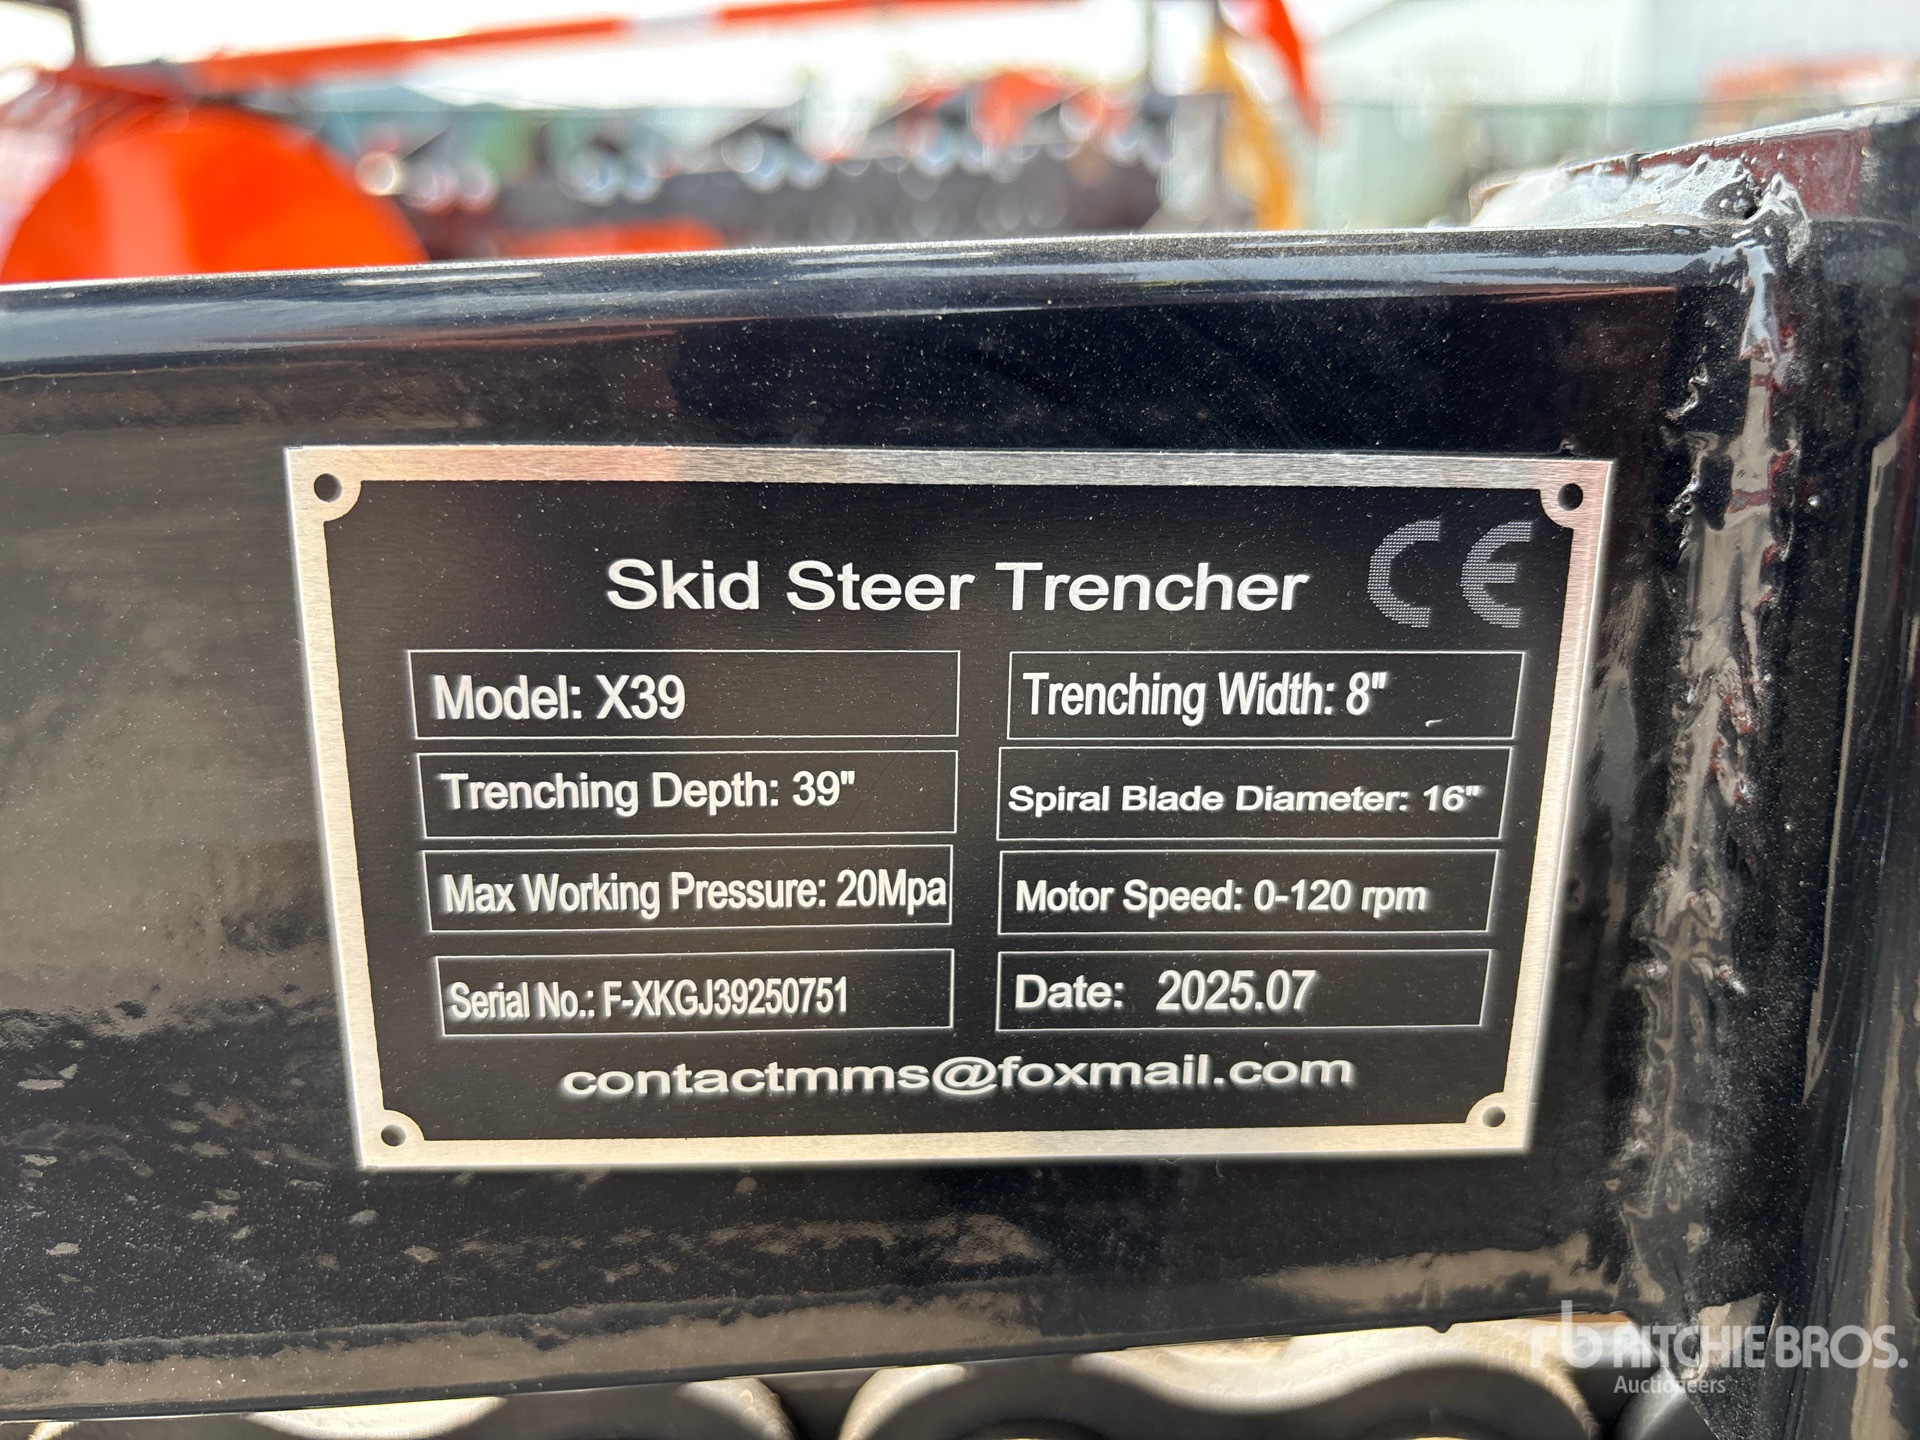 Skid Steer Trencher CE
Model: X39
Trenching Width: 8"
Trenching Depth: 39"
Spiral Blade Diameter: 16"
Max Working Pressure: 20Mpa
Motor Speed: 0-120 rpm
Serial No.: F-XKGJ39250751
Date: 2025.07
contactmms@foxmail.com
rb RITCHIE BROS.
Auctioneers